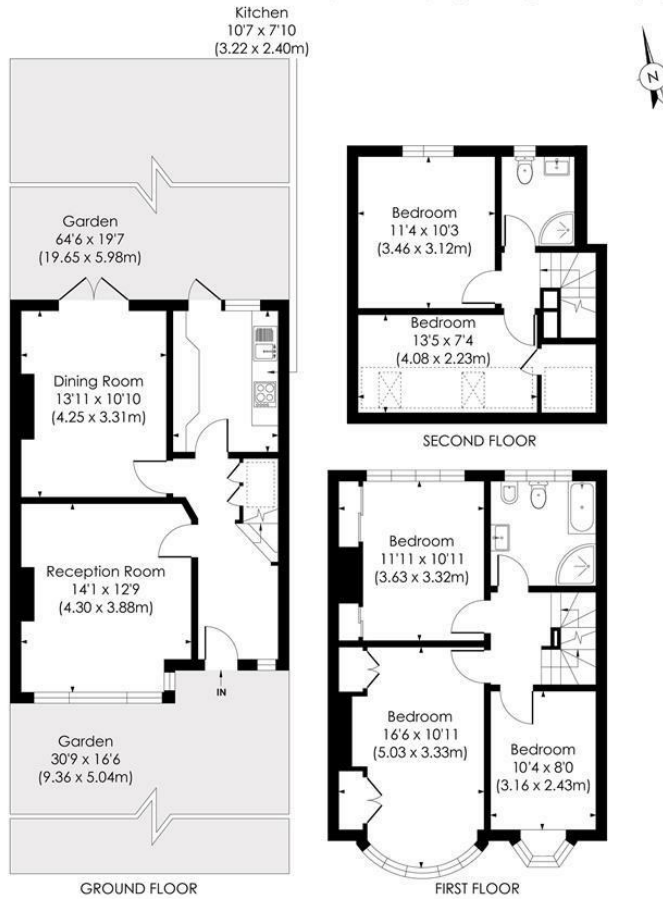 Kitchen
10'7 x 7'10
(3.22 x 2.40m)
N
Garden
64'6 x 19'7
(19.65 x 5.98m)
Dining Room
13'11 x 10'10
(4.25 x 3.31m)
Reception Room
14'1 x 12'9
(4.30 x 3.88m)
IN
Garden
30'9 x 16'6
(9.36 x 5.04m)
GROUND FLOOR
Bedroom
11'4 x 10'3
(3.46 x 3.12m)
Bedroom
13'5 x 7'4
(4.08 x 2.23m)
SECOND FLOOR
Bedroom
11'11 x 10'11
(3.63 x 3.32m)
Bedroom
16'6 x 10'11
(5.03 x 3.33m)
Bedroom
10'4 x 8'0
(3.16 x 2.43m)
FIRST FLOOR